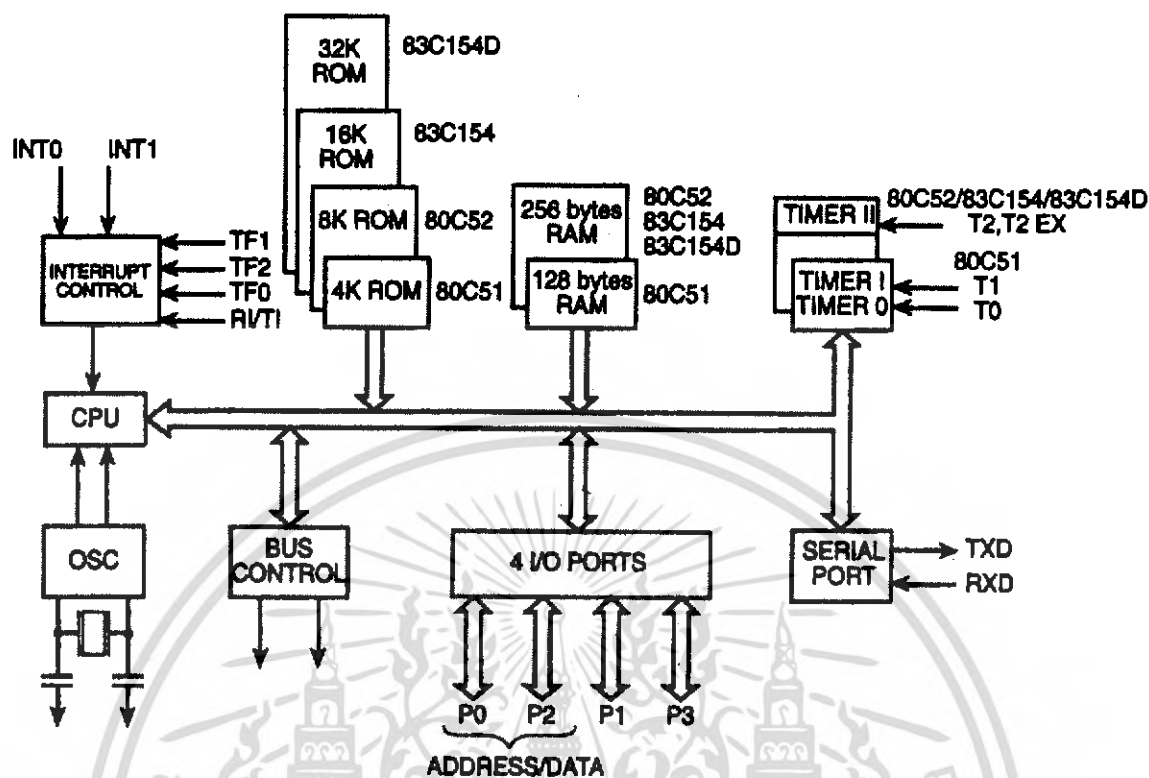 32K
ROM
83C154D
16K
ROM
83C154
INT0
INT1
8K ROM
80C52
256 bytes
RAM
80C52
83C154
83C154D
TIMER II
80C52/83C154/83C154D
T2,T2 EX
INTERRUPT
CONTROL
TF1
TF2
TF0
RI/TI
4K ROM
80C51
128 bytes
RAM
80C51
TIMER I
TIMER 0
80C51
T1
T0
CPU
OSC
BUS
CONTROL
4 I/O PORTS
SERIAL
PORT
TXD
RXD
P0
P2
P1
P3
ADDRESS/DATA